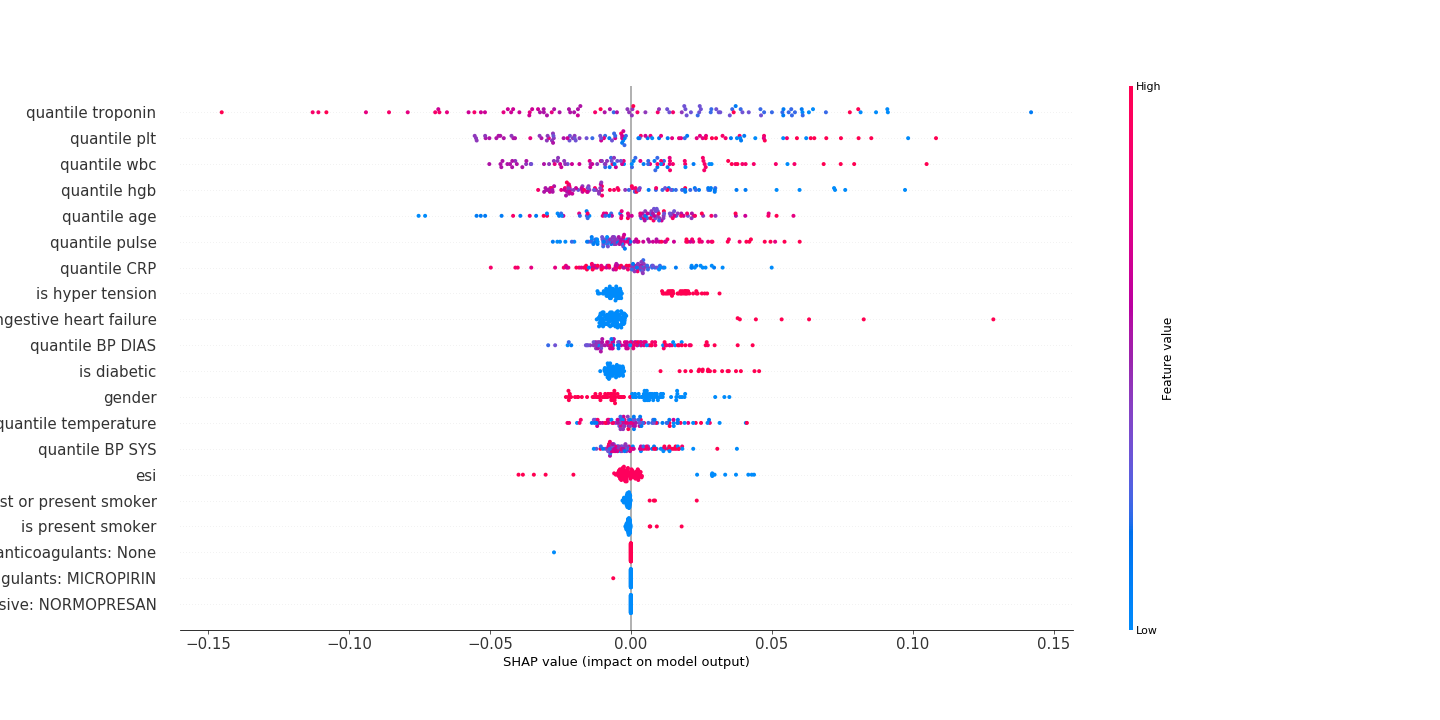 High
quantile troponin
quantile plt
quantile wbc
quantile hgb
quantile age
quantile pulse
quantile CRP
is hyper tension
ngestive heart failure
quantile BP DIAS
is diabetic
gender
quantile temperature
quantile BP SYS
esi
st or present smoker
is present smoker
anticoagulants: None
gulants: MICROPIRIN
sive: NORMOPRESAN
Feature value
Low
−0.15 −0.10 −0.05 0.00 0.05 0.10 0.15
SHAP value (impact on model output)